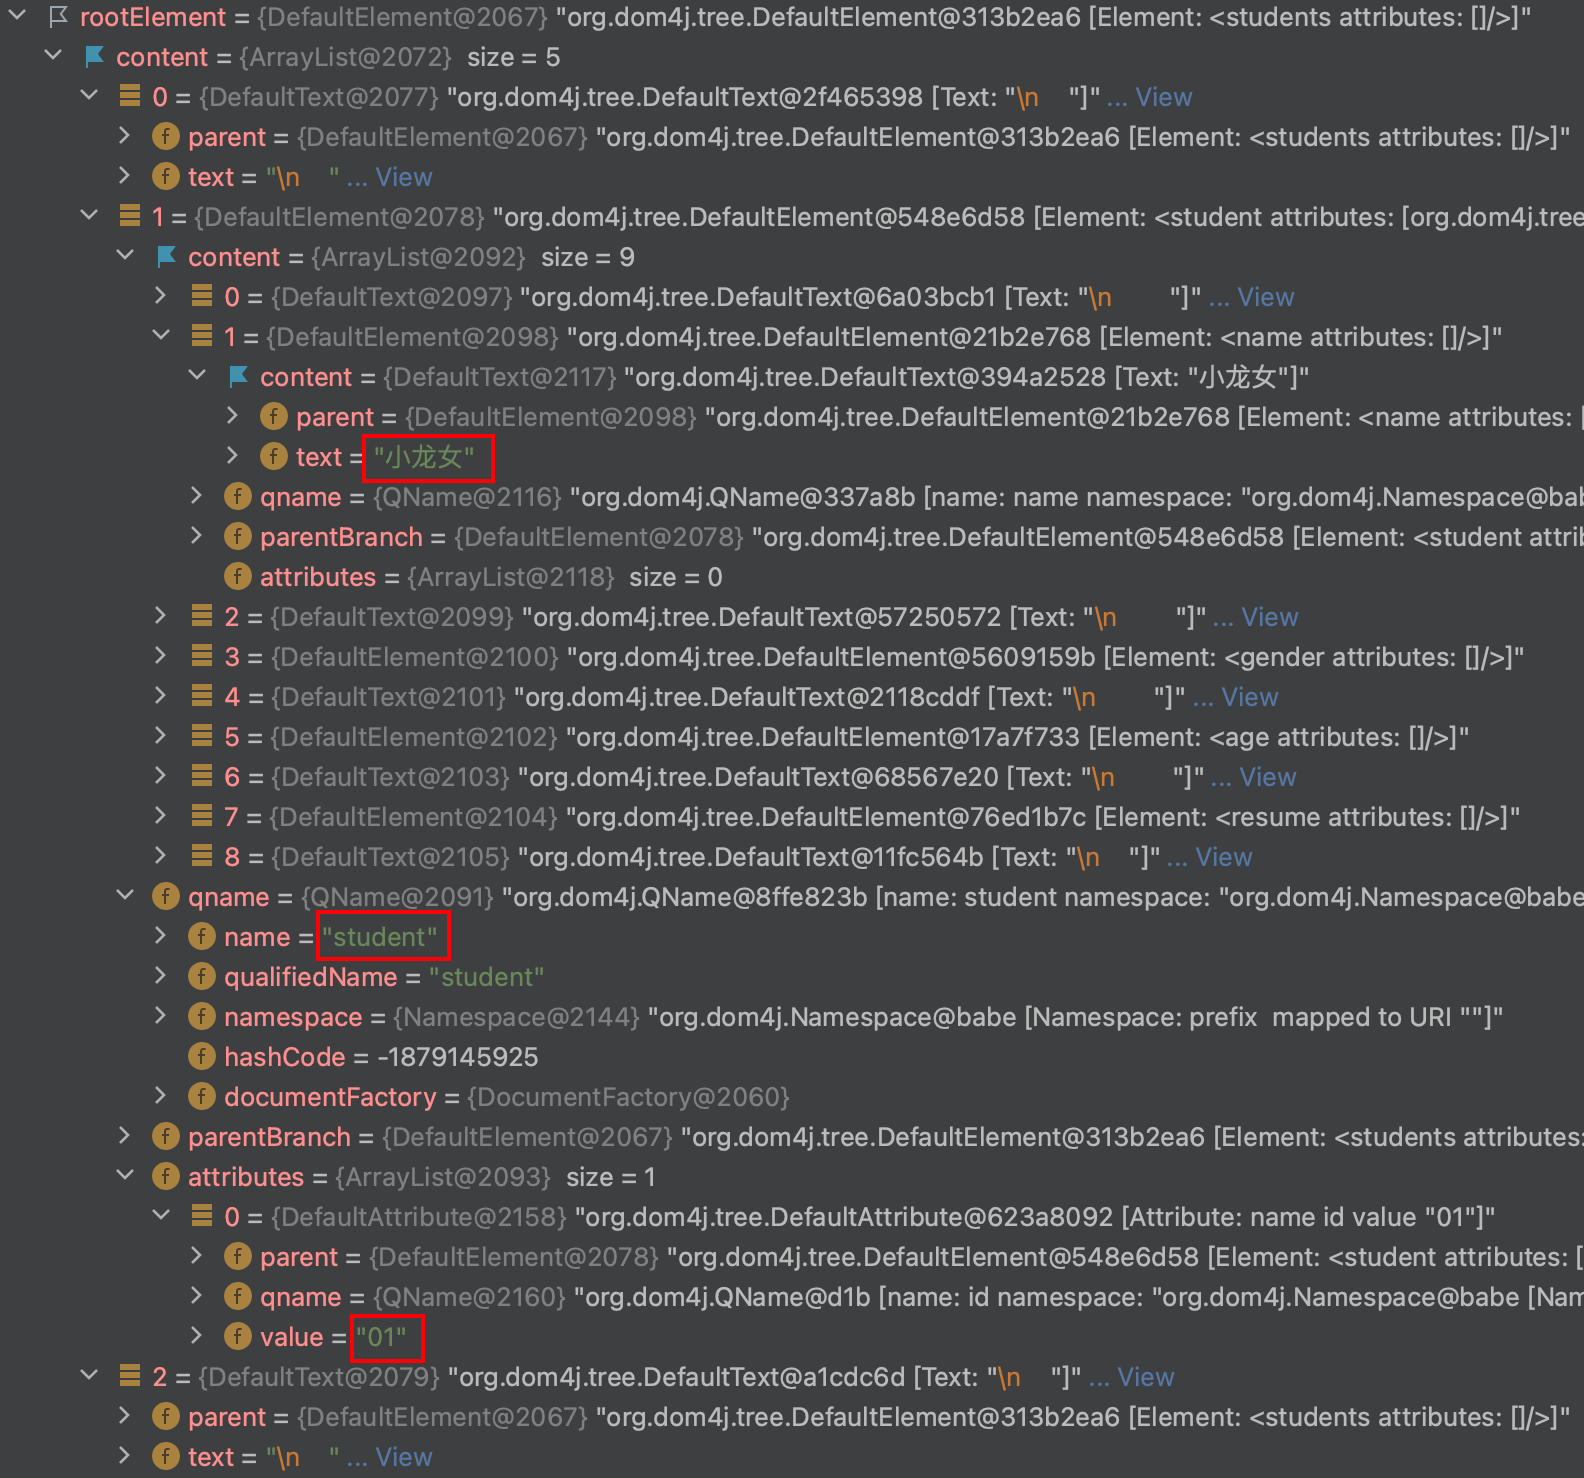 rootElement = {DefaultElement@2067} "org.dom4j.tree.DefaultElement@313b2ea6 [Element: <students attributes: []/>]"
content = {ArrayList@2072} size = 5
0 = {DefaultText@2077} "org.dom4j.tree.DefaultText@2f465398 [Text: "\n    "]" ... View
parent = {DefaultElement@2067} "org.dom4j.tree.DefaultElement@313b2ea6 [Element: <students attributes: []/>]"
text = "\n    " ... View
1 = {DefaultElement@2078} "org.dom4j.tree.DefaultElement@548e6d58 [Element: <student attributes: [org.dom4j.tree
content = {ArrayList@2092} size = 9
0 = {DefaultText@2097} "org.dom4j.tree.DefaultText@6a03bcb1 [Text: "\n        "]" ... View
1 = {DefaultElement@2098} "org.dom4j.tree.DefaultElement@21b2e768 [Element: <name attributes: []/>]"
content = {DefaultText@2117} "org.dom4j.tree.DefaultText@394a2528 [Text: "小龙女"]"
parent = {DefaultElement@2098} "org.dom4j.tree.DefaultElement@21b2e768 [Element: <name attributes: [
text = "小龙女"
qname = {QName@2116} "org.dom4j.QName@337a8b [name: name namespace: "org.dom4j.Namespace@bab
parentBranch = {DefaultElement@2078} "org.dom4j.tree.DefaultElement@548e6d58 [Element: <student attrib
attributes = {ArrayList@2118} size = 0
2 = {DefaultText@2099} "org.dom4j.tree.DefaultText@57250572 [Text: "\n        "]" ... View
3 = {DefaultElement@2100} "org.dom4j.tree.DefaultElement@5609159b [Element: <gender attributes: []/>]"
4 = {DefaultText@2101} "org.dom4j.tree.DefaultText@2118cddf [Text: "\n        "]" ... View
5 = {DefaultElement@2102} "org.dom4j.tree.DefaultElement@17a7f733 [Element: <age attributes: []/>]"
6 = {DefaultText@2103} "org.dom4j.tree.DefaultText@68567e20 [Text: "\n        "]" ... View
7 = {DefaultElement@2104} "org.dom4j.tree.DefaultElement@76ed1b7c [Element: <resume attributes: []/>]"
8 = {DefaultText@2105} "org.dom4j.tree.DefaultText@11fc564b [Text: "\n    "]" ... View
qname = {QName@2091} "org.dom4j.QName@8ffe823b [name: student namespace: "org.dom4j.Namespace@babe
name = "student"
qualifiedName = "student"
namespace = {Namespace@2144} "org.dom4j.Namespace@babe [Namespace: prefix  mapped to URI ""]"
hashCode = -1879145925
documentFactory = {DocumentFactory@2060}
parentBranch = {DefaultElement@2067} "org.dom4j.tree.DefaultElement@313b2ea6 [Element: <students attributes:
attributes = {ArrayList@2093} size = 1
0 = {DefaultAttribute@2158} "org.dom4j.tree.DefaultAttribute@623a8092 [Attribute: name id value "01"]"
parent = {DefaultElement@2078} "org.dom4j.tree.DefaultElement@548e6d58 [Element: <student attributes: [
qname = {QName@2160} "org.dom4j.QName@d1b [name: id namespace: "org.dom4j.Namespace@babe [Nam
value = "01"
2 = {DefaultText@2079} "org.dom4j.tree.DefaultText@a1cdc6d [Text: "\n    "]" ... View
parent = {DefaultElement@2067} "org.dom4j.tree.DefaultElement@313b2ea6 [Element: <students attributes: []/>]"
text = "\n    " ... View